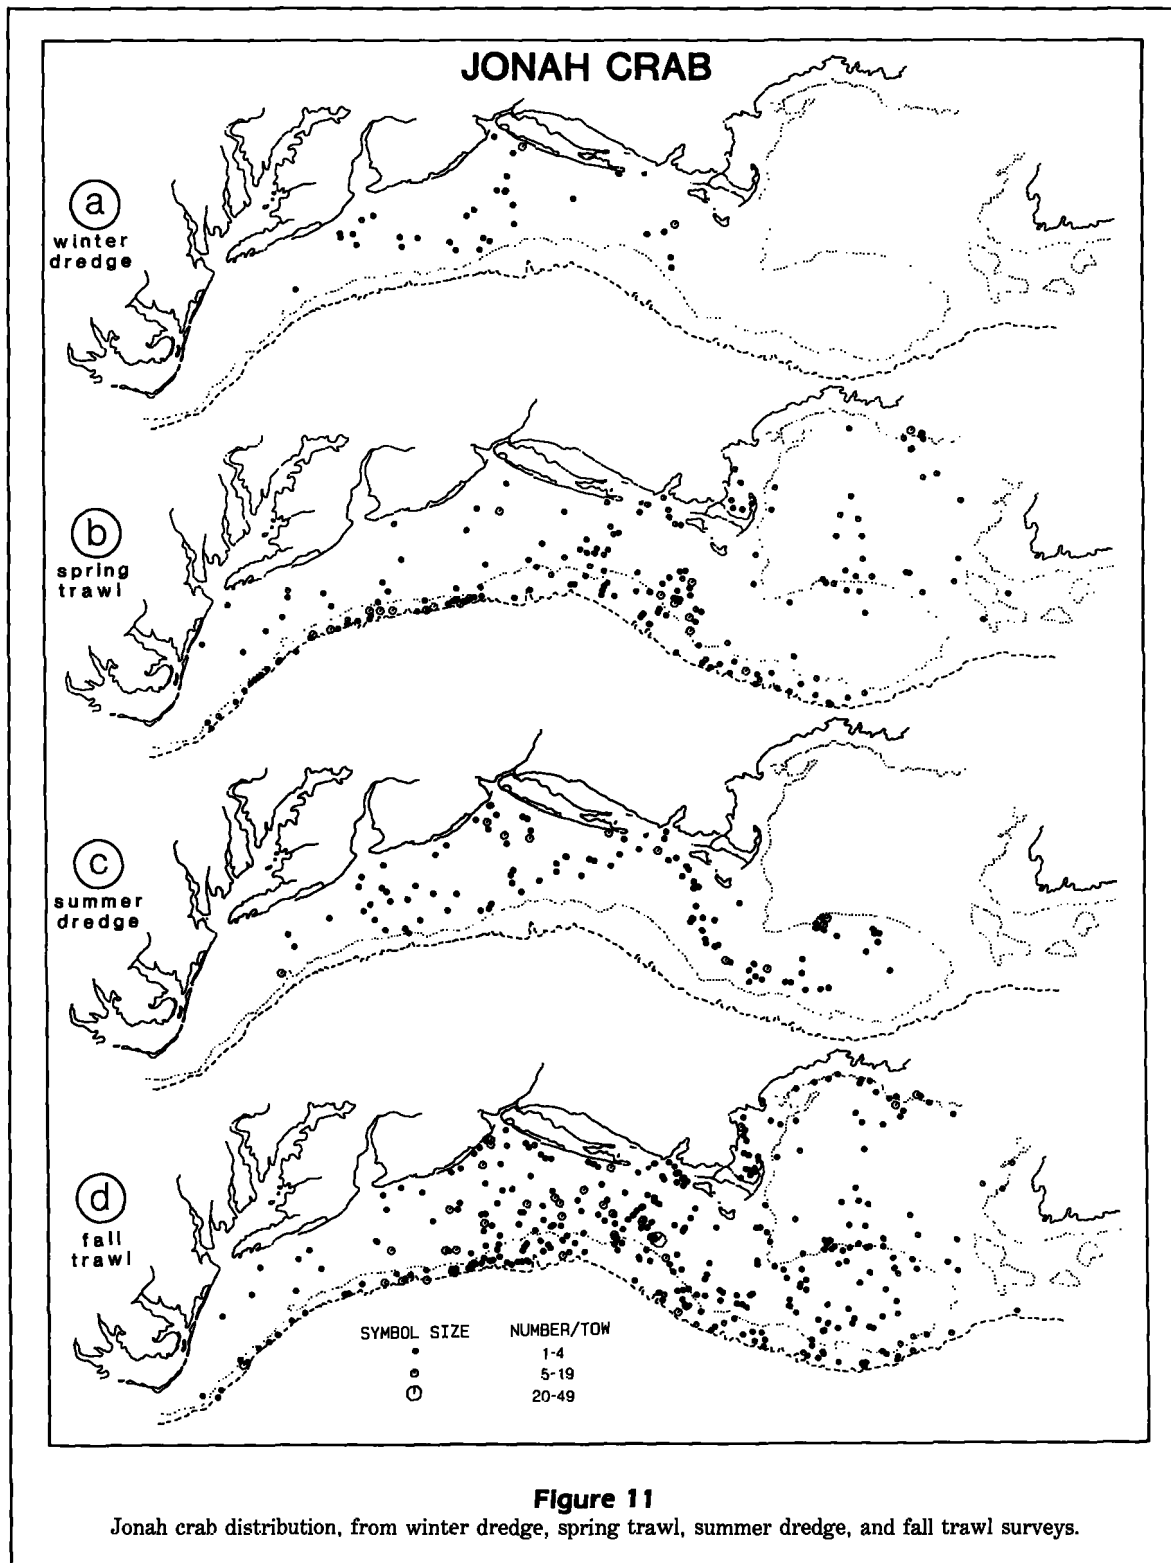 JONAH CRAB
a
winter
dredge
b
spring
trawl
c
summer
dredge
d
fall
trawl
SYMBOL SIZE NUMBER/TOW
1-4
5-19
20-49
Figure 11
Jonah crab distribution, from winter dredge, spring trawl, summer dredge, and fall trawl surveys.